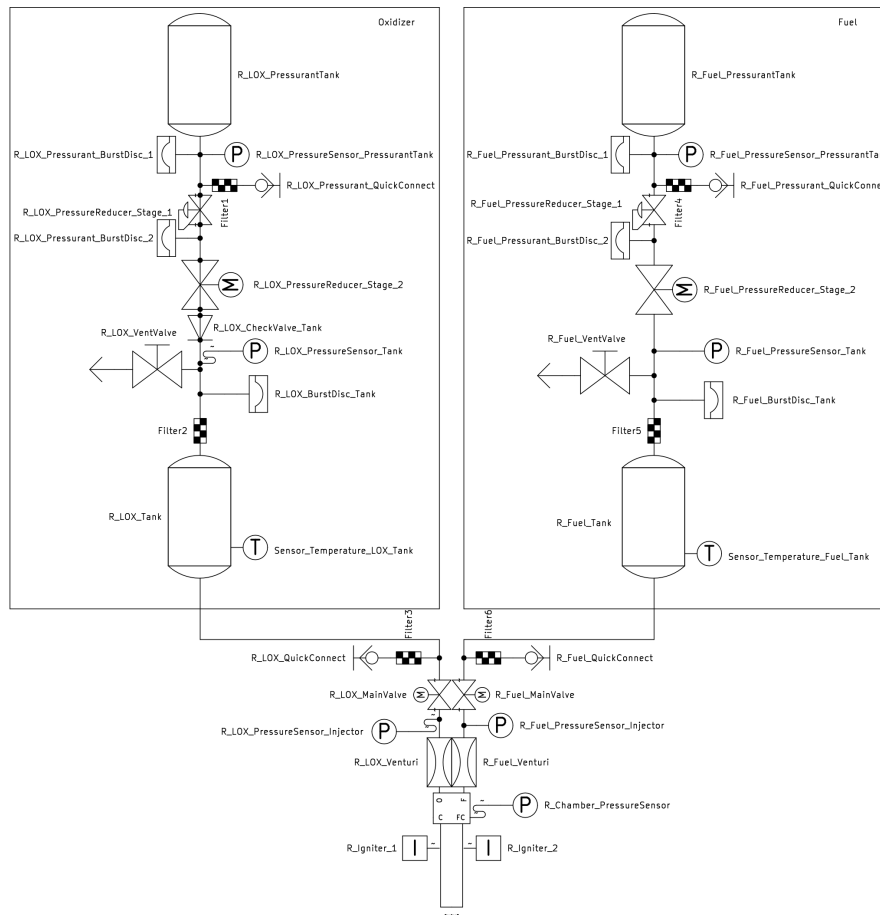 Oxidizer
Fuel
R_LOX_PressurantTank
R_Fuel_PressurantTank
R_LOX_Pressurant_BurstDisc_1
P
R_LOX_PressureSensor_PressurantTank
R_Fuel_Pressurant_BurstDisc_1
P
R_Fuel_PressureSensor_PressurantTa
R_LOX_Pressurant_QuickConnect
R_Fuel_Pressurant_QuickConne
R_LOX_PressureReducer_Stage_1
Filter1
R_Fuel_PressureReducer_Stage_1
Filter4
R_LOX_Pressurant_BurstDisc_2
R_Fuel_Pressurant_BurstDisc_2
M
R_LOX_PressureReducer_Stage_2
M
R_Fuel_PressureReducer_Stage_2
R_LOX_CheckValve_Tank
R_LOX_VentValve
R_Fuel_VentValve
P
R_LOX_PressureSensor_Tank
P
R_Fuel_PressureSensor_Tank
R_LOX_BurstDisc_Tank
R_Fuel_BurstDisc_Tank
Filter2
Filter5
R_LOX_Tank
R_Fuel_Tank
T
Sensor_Temperature_LOX_Tank
T
Sensor_Temperature_Fuel_Tank
Filter3
Filter6
R_LOX_QuickConnect
R_Fuel_QuickConnect
R_LOX_MainValve
M
M
R_Fuel_MainValve
R_LOX_PressureSensor_Injector
P
P
R_Fuel_PressureSensor_Injector
R_LOX_Venturi
R_Fuel_Venturi
O
F
C
FC
P
R_Chamber_PressureSensor
R_Igniter_1
I
I
R_Igniter_2